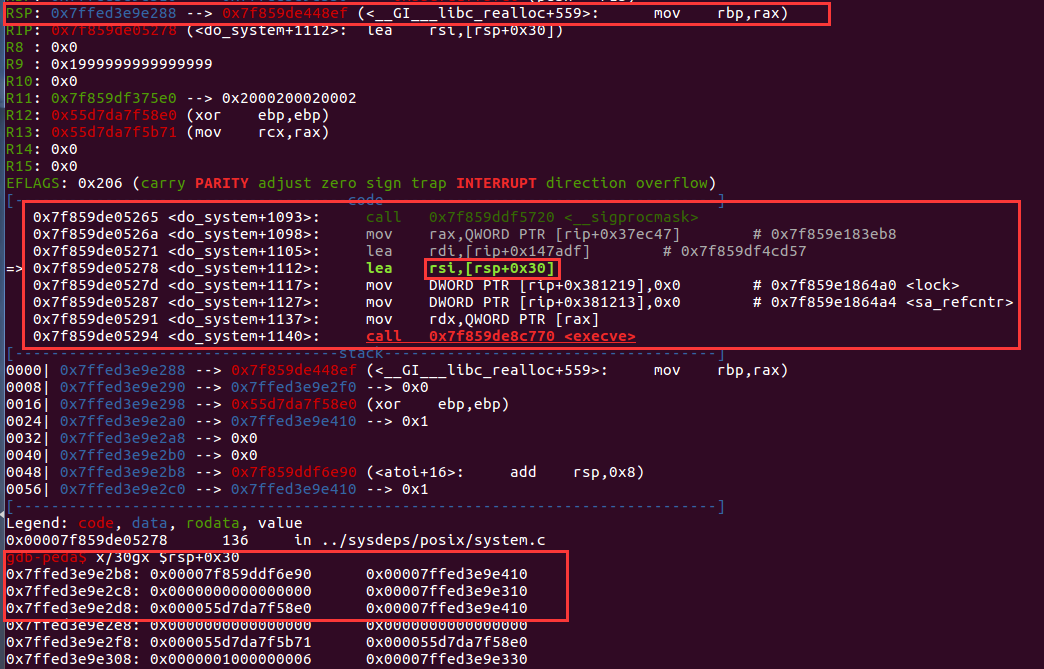 RSP: 0x7ffed3e9e288 --> 0x7f859de448ef (<__GI___libc_realloc+559>: mov rbp,rax)
RIP: 0x7f859de05278 (<do_system+1112>: lea rsi,[rsp+0x30])
R8 : 0x0
R9 : 0x1999999999999999
R10: 0x0
R11: 0x7f859df375e0 --> 0x2000200020002
R12: 0x55d7da7f58e0 (xor ebp,ebp)
R13: 0x55d7da7f5b71 (mov rcx,rax)
R14: 0x0
R15: 0x0
EFLAGS: 0x206 (carry PARITY adjust zero sign trap INTERRUPT direction overflow)
[- code ]
0x7f859de05265 <do_system+1093>: call 0x7f859ddf5720 <__sigprocmask>
0x7f859de0526a <do_system+1098>: mov rax,QWORD PTR [rip+0x37ec47] # 0x7f859e183eb8
0x7f859de05271 <do_system+1105>: lea rdi,[rip+0x147adf] # 0x7f859df4cd57
=> 0x7f859de05278 <do_system+1112>: lea rsi,[rsp+0x30]
0x7f859de0527d <do_system+1117>: mov DWORD PTR [rip+0x381219],0x0 # 0x7f859e1864a0 <lock>
0x7f859de05287 <do_system+1127>: mov DWORD PTR [rip+0x381213],0x0 # 0x7f859e1864a4 <sa_refcntr>
0x7f859de05291 <do_system+1137>: mov rdx,QWORD PTR [rax]
0x7f859de05294 <do_system+1140>: call 0x7f859de8c770 <execve>
[------------------------------------stack-------------------------------------]
0000| 0x7ffed3e9e288 --> 0x7f859de448ef (<__GI___libc_realloc+559>: mov rbp,rax)
0008| 0x7ffed3e9e290 --> 0x7ffed3e9e2f0 --> 0x0
0016| 0x7ffed3e9e298 --> 0x55d7da7f58e0 (xor ebp,ebp)
0024| 0x7ffed3e9e2a0 --> 0x7ffed3e9e410 --> 0x1
0032| 0x7ffed3e9e2a8 --> 0x0
0040| 0x7ffed3e9e2b0 --> 0x0
0048| 0x7ffed3e9e2b8 --> 0x7f859ddf6e90 (<atoi+16>: add rsp,0x8)
0056| 0x7ffed3e9e2c0 --> 0x7ffed3e9e410 --> 0x1
[------------------------------------------------------------------------------]
Legend: code, data, rodata, value
0x00007f859de05278 136 in ../sysdeps/posix/system.c
gdb-peda$ x/30gx $rsp+0x30
0x7ffed3e9e2b8: 0x00007f859ddf6e90 0x00007ffed3e9e410
0x7ffed3e9e2c8: 0x0000000000000000 0x00007ffed3e9e310
0x7ffed3e9e2d8: 0x000055d7da7f58e0 0x00007ffed3e9e410
0x7ffed3e9e2e8: 0x0000000000000000 0x0000000000000000
0x7ffed3e9e2f8: 0x000055d7da7f5b71 0x000055d7da7f58e0
0x7ffed3e9e308: 0x0000001000000006 0x00007ffed3e9e330